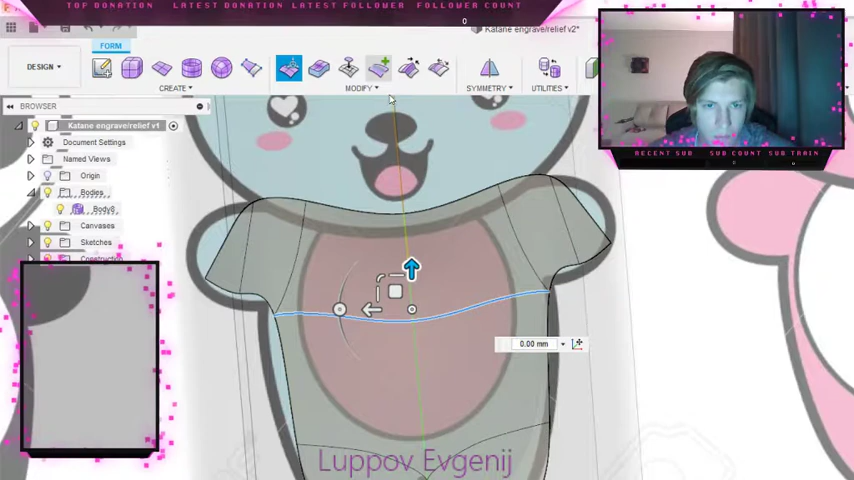 TOP DONATION LATEST DONATION LATEST FOLLOWER FOLLOWER COUNT
0
Katane engrave/relief v2*
FORM
DESIGN
CREATE
MODIFY
SYMMETRY
UTILITIES
BROWSER
Katane engrave/relief v1
Document Settings
Named Views
Origin
Bodies
Body8
Canvases
Sketches
Construction
RECENT SUB SUB COUNT SUB TRAIN
0.00 mm
Luppov Evgenij